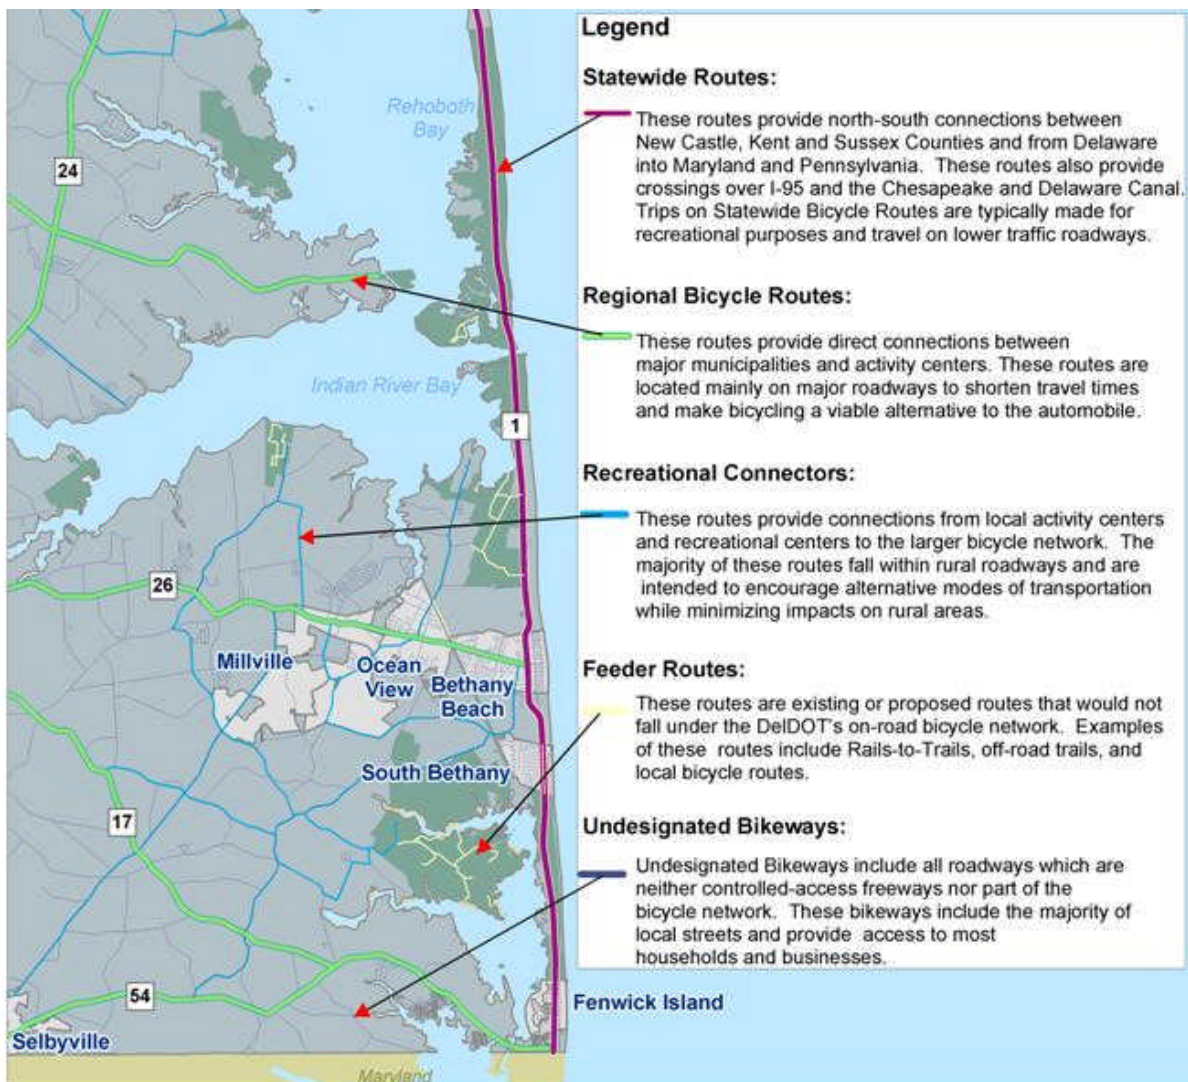 Rehoboth
Bay
24
Indian River Bay
1
26
Millville
Ocean
View
Bethany
Beach
South Bethany
17
54
Selbyville
Fenwick Island
Maryland
Legend
Statewide Routes:
These routes provide north-south connections between
New Castle, Kent and Sussex Counties and from Delaware
into Maryland and Pennsylvania. These routes also provide
crossings over I-95 and the Chesapeake and Delaware Canal.
Trips on Statewide Bicycle Routes are typically made for
recreational purposes and travel on lower traffic roadways.
Regional Bicycle Routes:
These routes provide direct connections between
major municipalities and activity centers. These routes are
located mainly on major roadways to shorten travel times
and make bicycling a viable alternative to the automobile.
Recreational Connectors:
These routes provide connections from local activity centers
and recreational centers to the larger bicycle network. The
majority of these routes fall within rural roadways and are
intended to encourage alternative modes of transportation
while minimizing impacts on rural areas.
Feeder Routes:
These routes are existing or proposed routes that would not
fall under the DelDOT's on-road bicycle network. Examples
of these routes include Rails-to-Trails, off-road trails, and
local bicycle routes.
Undesignated Bikeways:
Undesignated Bikeways include all roadways which are
neither controlled-access freeways nor part of the
bicycle network. These bikeways include the majority of
local streets and provide access to most
households and businesses.